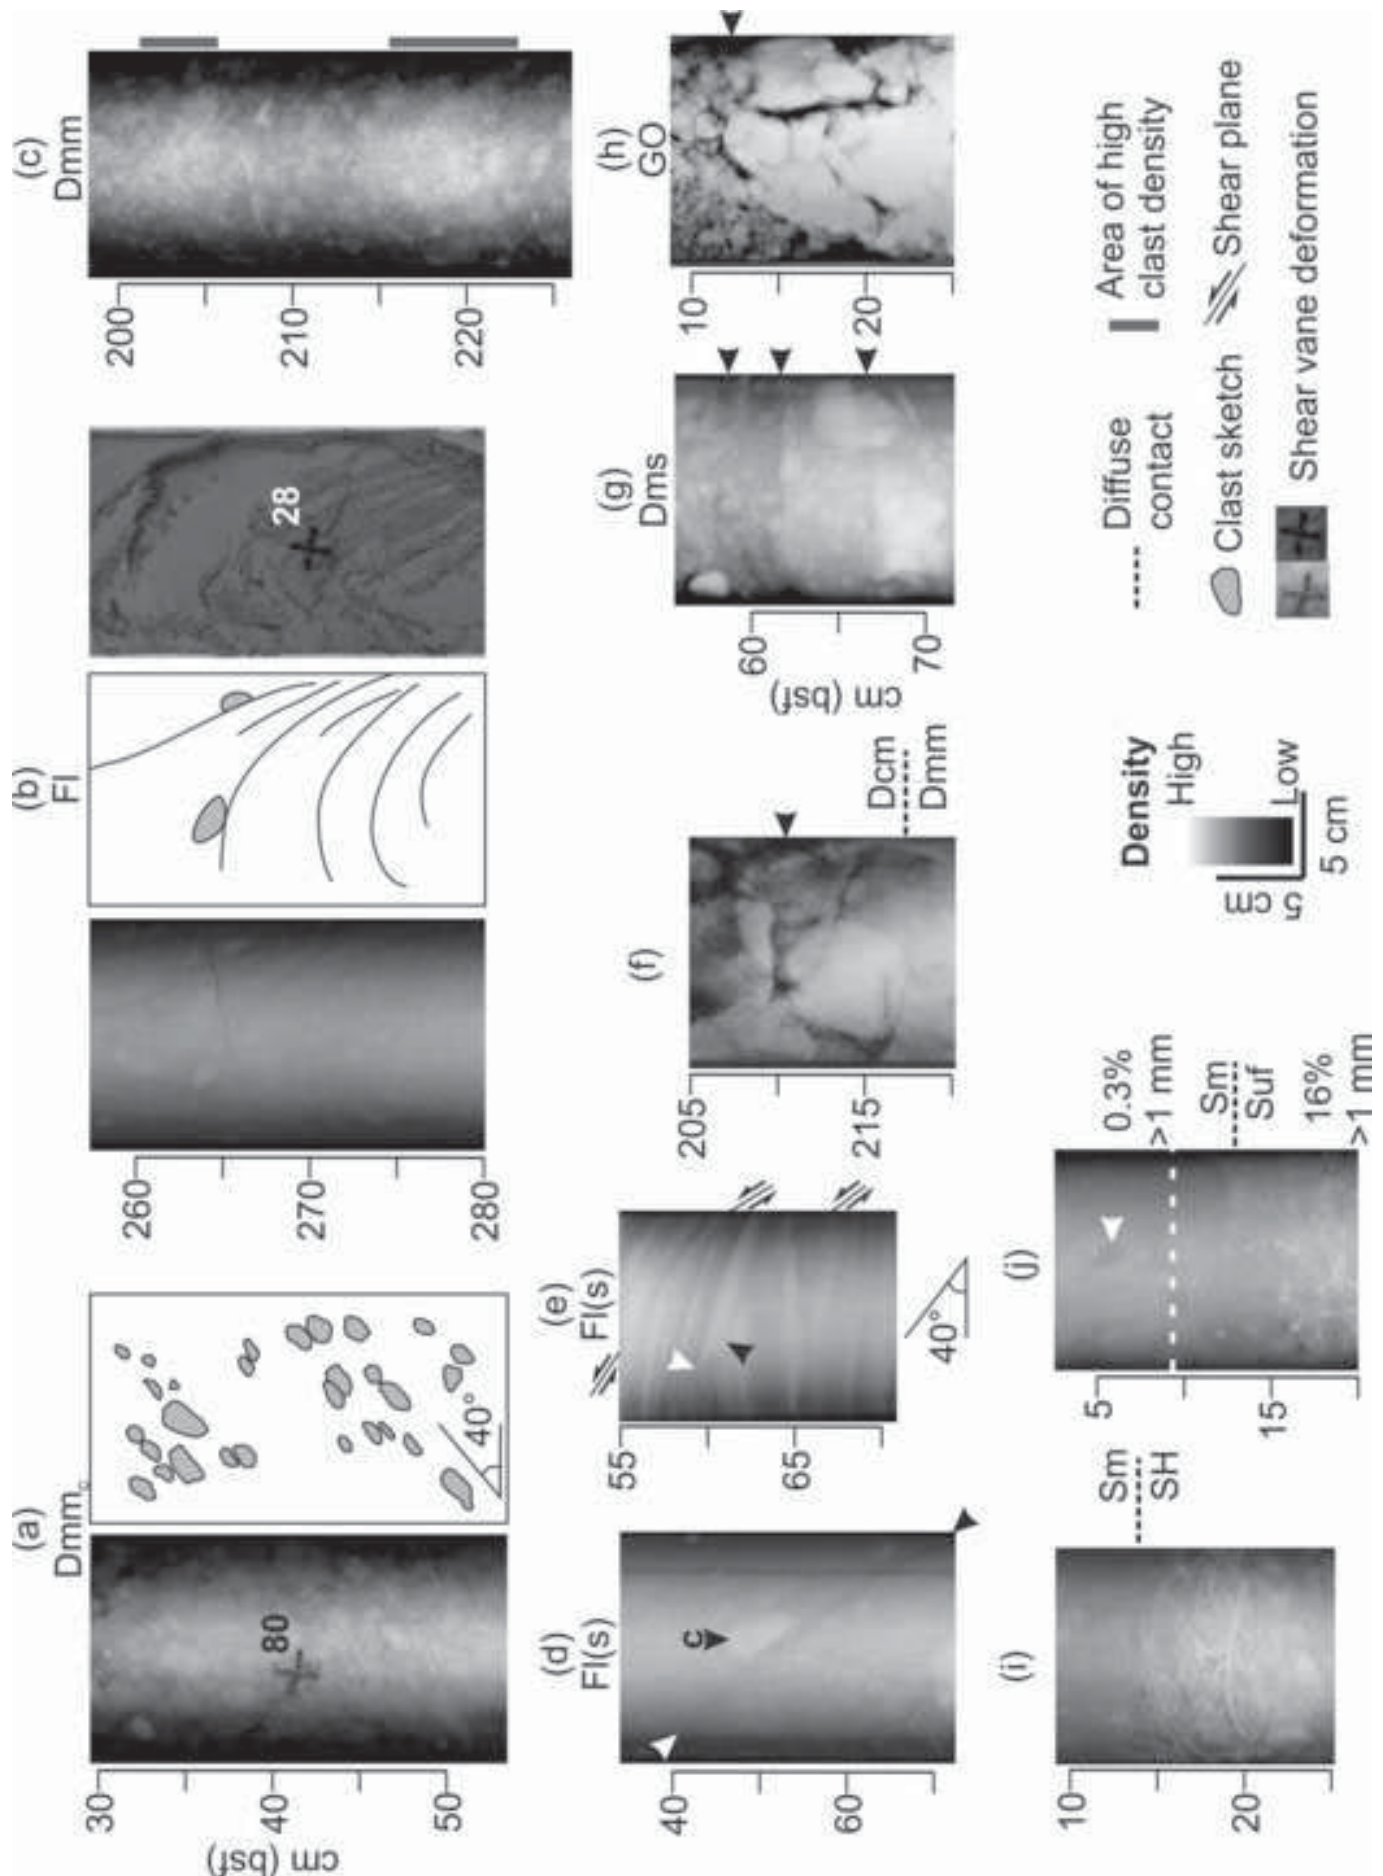 (a)
Dmm
c
cm (bsf)
30
40
50
80
40°
(b)
Fl
260
270
280
28
(c)
Dmm
200
210
220
(d)
Fl(s)
40
60
c
(e)
Fl(s)
55
65
40°
(f)
205
215
Dcm
Dmm
(g)
Dms
cm (bsf)
60
70
(h)
GO
10
20
(i)
10
20
Sm
SH
(j)
5
15
0.3%
>1 mm
Sm
Suf
16%
>1 mm
Density
High
Low
5 cm
5 cm
Diffuse
contact
Area of high
clast density
Clast sketch
Shear plane
Shear vane deformation